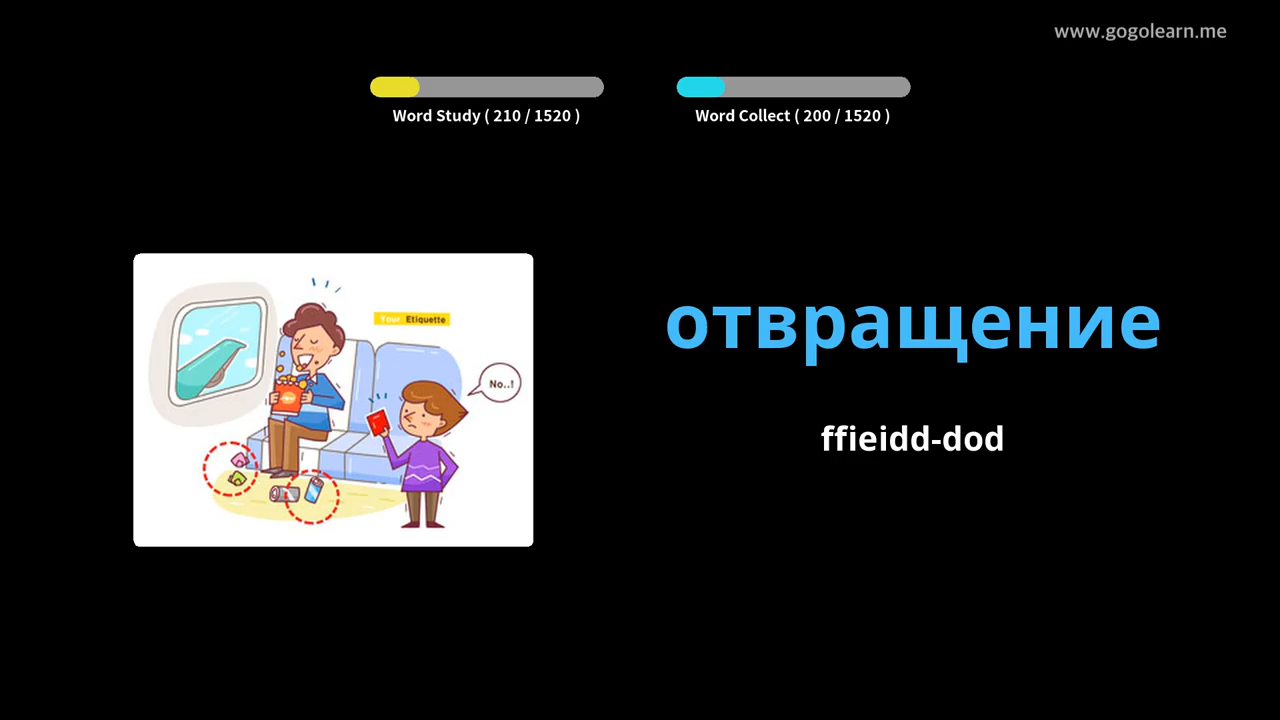 www.gogolearn.me
Word Study ( 210 / 1520 )
Word Collect ( 200 / 1520 )
Your Etiquette
No..!
отвращение
ffieidd-dod